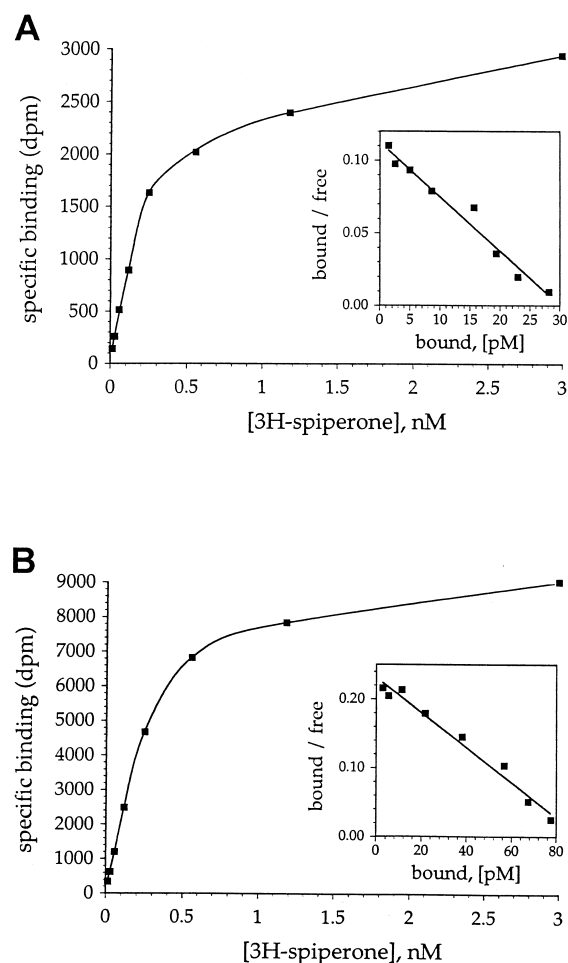 A
3000
2500
2000
1500
1000
500
0
specific binding (dpm)
0 0.5 1 1.5 2 2.5 3
[3H-spiperone], nM
0.10
0.05
0.00
bound / free
0 5 10 15 20 25 30
bound, [pM]
B
9000
8000
7000
6000
5000
4000
3000
2000
1000
0
specific binding (dpm)
0 0.5 1 1.5 2 2.5 3
[3H-spiperone], nM
0.20
0.10
0.00
bound / free
0 20 40 60 80
bound, [pM]